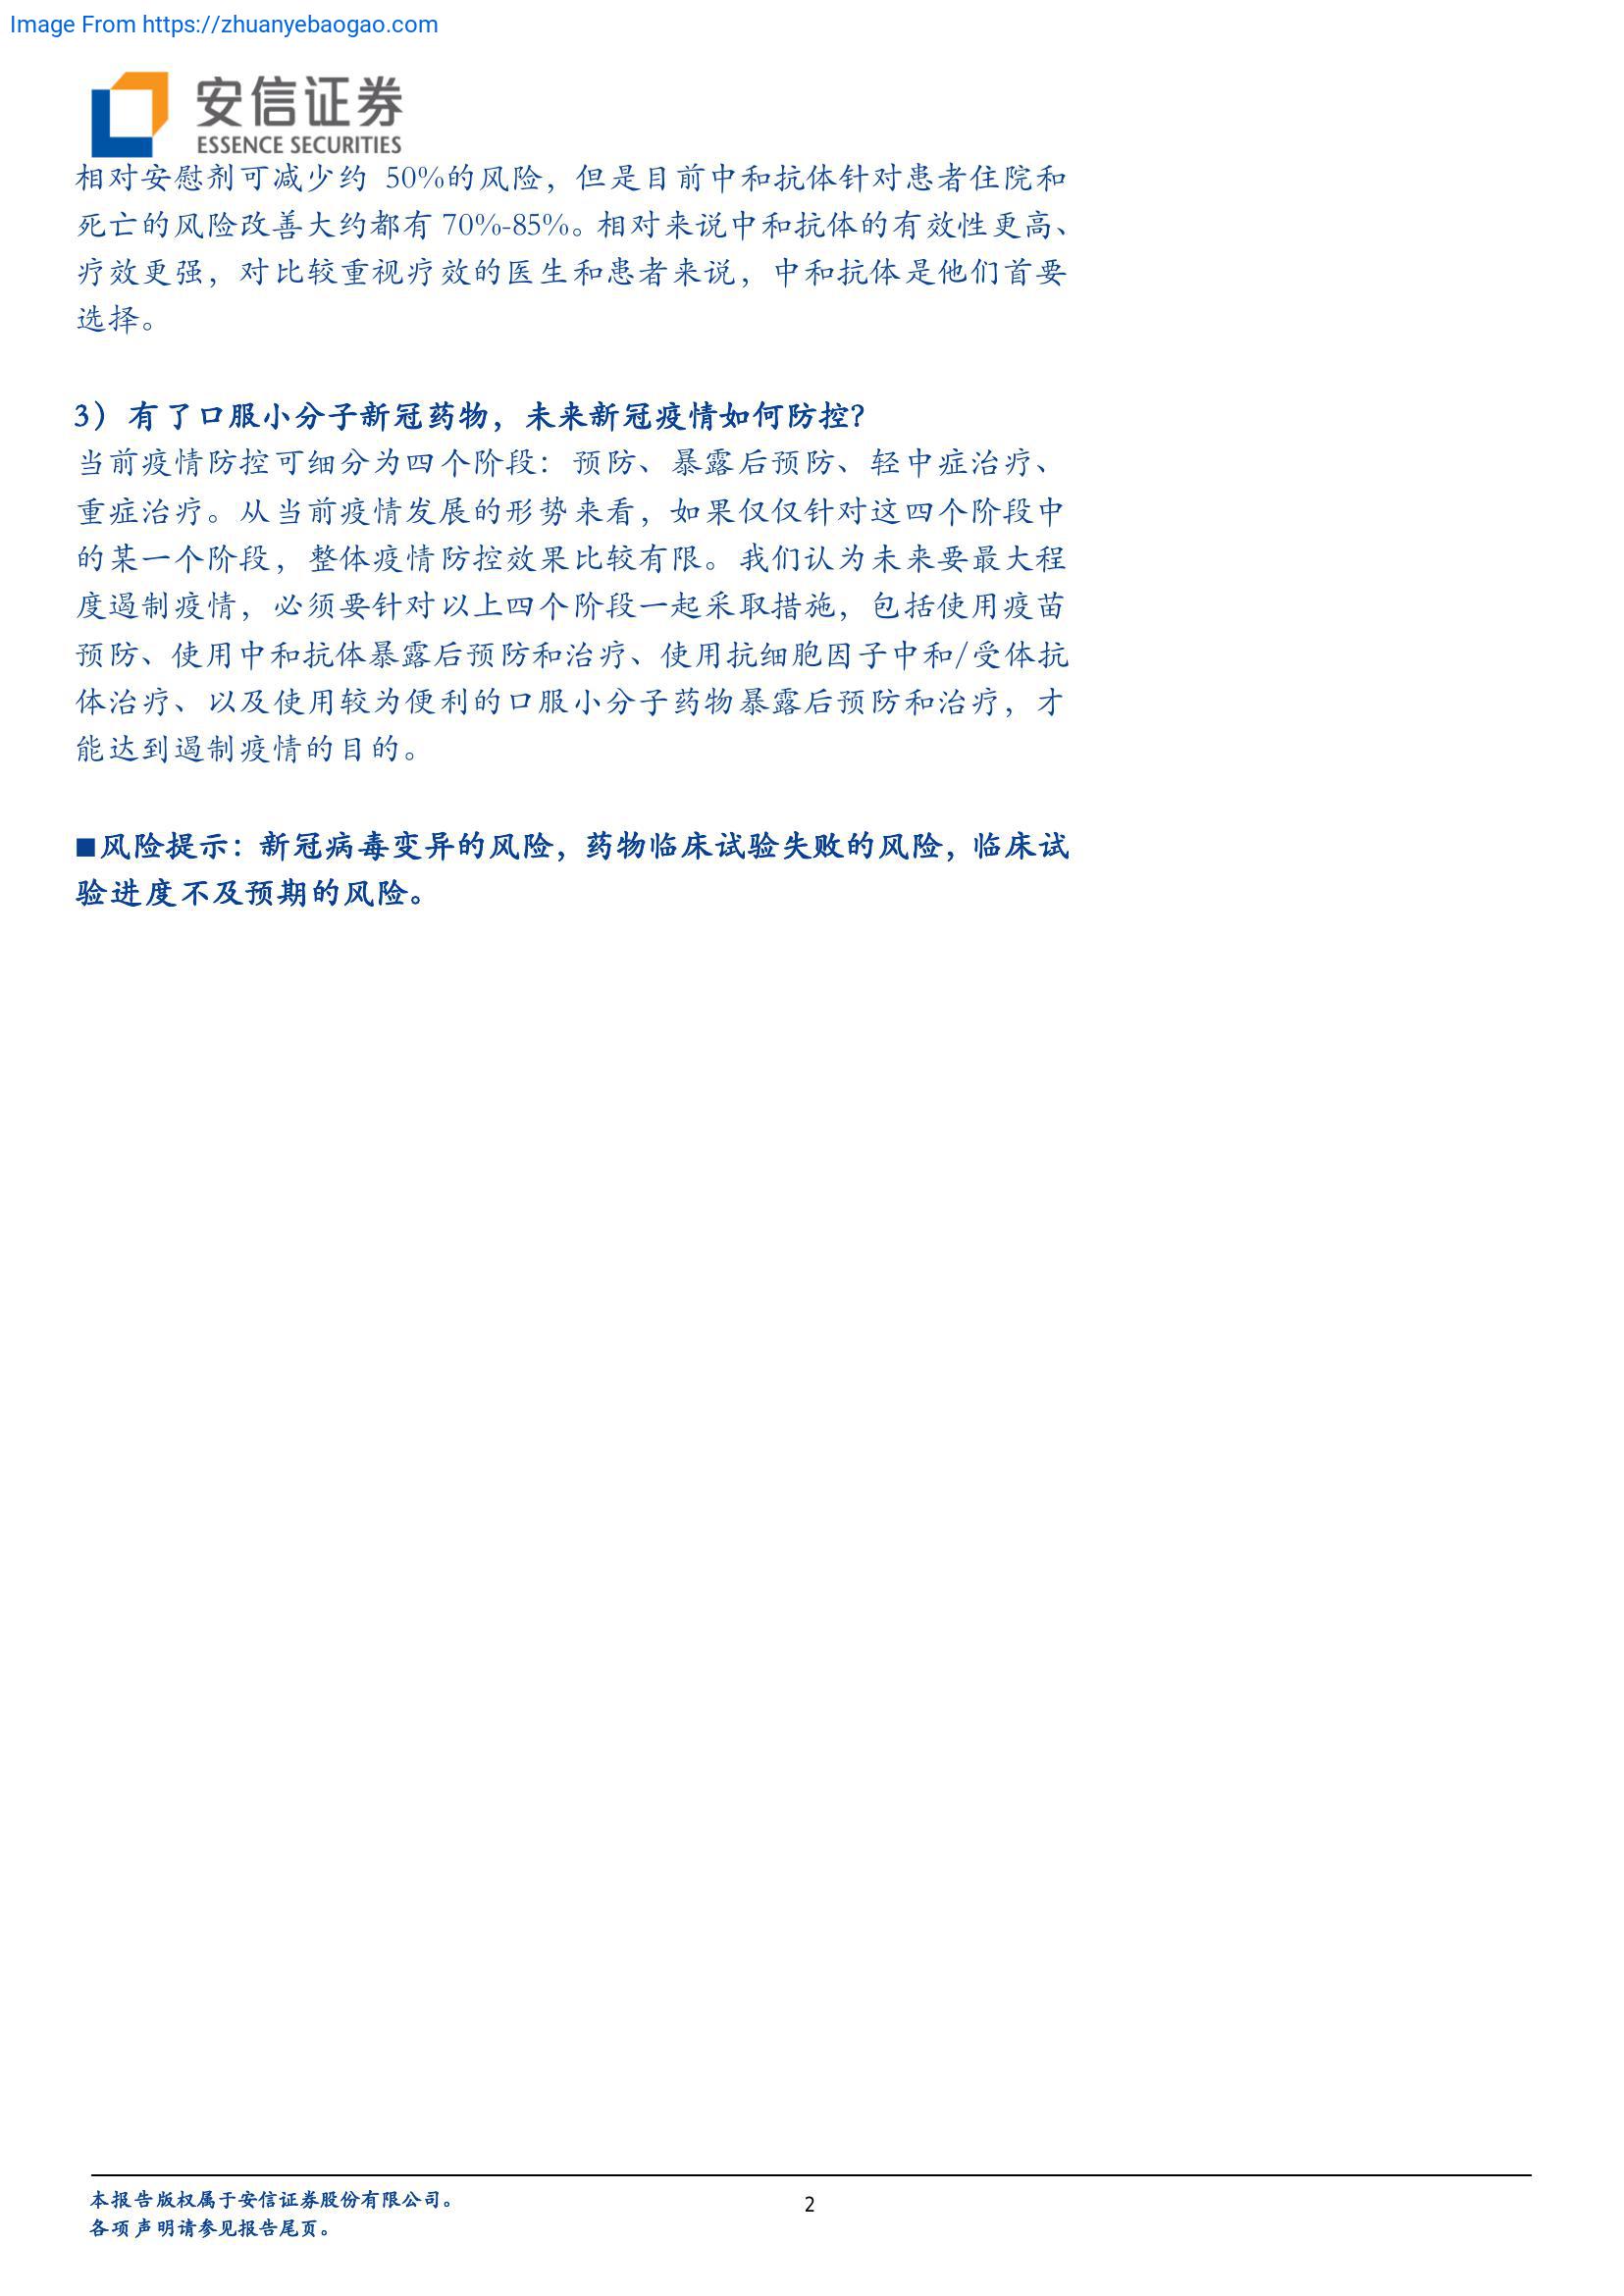 Image From https://zhuanyebaogao.com
安信证券
ESSENCE SECURITIES
相对安慰剂可减少约 50%的风险，但是目前中和抗体针对患者住院和
死亡的风险改善大约都有 70%-85%。相对来说中和抗体的有效性更高、
疗效更强，对比较重视疗效的医生和患者来说，中和抗体是他们首要
选择。
3）有了口服小分子新冠药物，未来新冠疫情如何防控？
当前疫情防控可细分为四个阶段：预防、暴露后预防、轻中症治疗、
重症治疗。从当前疫情发展的形势来看，如果仅仅针对这四个阶段中
的某一个阶段，整体疫情防控效果比较有限。我们认为未来要最大程
度遏制疫情，必须要针对以上四个阶段一起采取措施，包括使用疫苗
预防、使用中和抗体暴露后预防和治疗、使用抗细胞因子中和/受体抗
体治疗、以及使用较为便利的口服小分子药物暴露后预防和治疗，才
能达到遏制疫情的目的。
■风险提示：新冠病毒变异的风险，药物临床试验失败的风险，临床试
验进度不及预期的风险。
本报告版权属于安信证券股份有限公司。
2
各项声明请参见报告尾页。